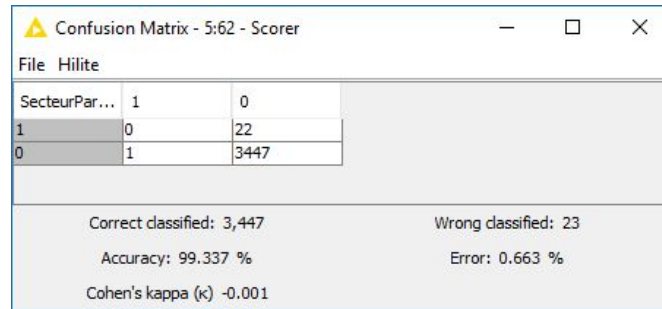 Confusion Matrix - 5:62 - Scorer
File Hilite
SecteurPar... 1 0
1 0 22
0 1 3447
Correct classified: 3,447 Wrong classified: 23
Accuracy: 99.337 % Error: 0.663 %
Cohen's kappa (κ) -0.001